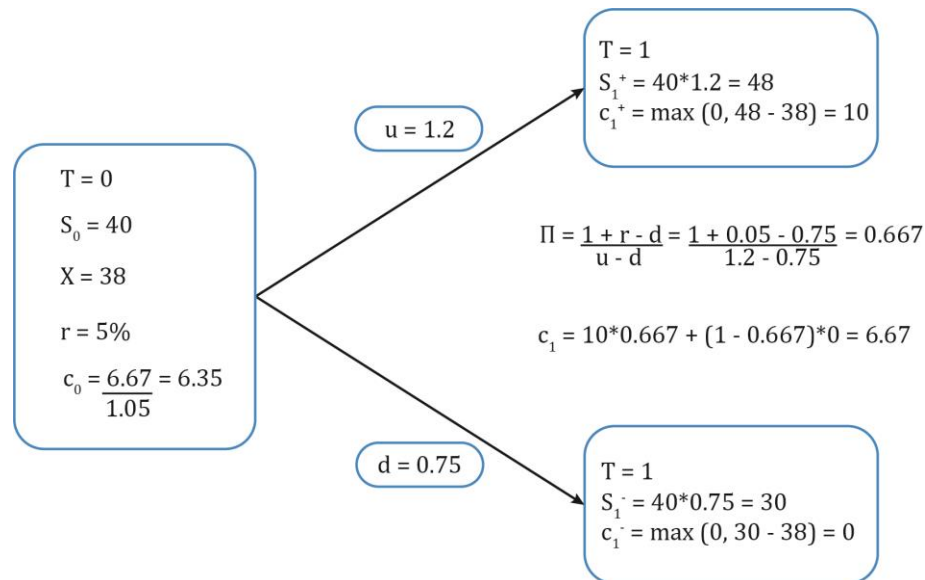 T = 0
S₀ = 40
X = 38
r = 5%
c₀ = 6.67/1.05 = 6.35
u = 1.2
d = 0.75
T = 1
S₁⁺ = 40*1.2 = 48
c₁⁺ = max (0, 48 - 38) = 10
Π = 1 + r - d/u - d = 1 + 0.05 - 0.75/1.2 - 0.75 = 0.667
c₁ = 10*0.667 + (1 - 0.667)*0 = 6.67
T = 1
S₁⁻ = 40*0.75 = 30
c₁⁻ = max (0, 30 - 38) = 0